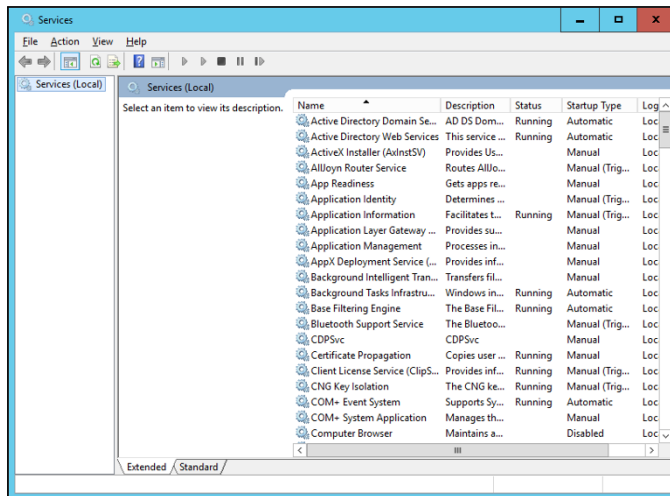 Services
File Action View Help
Services (Local)
Services (Local)
Select an item to view its description.
Name Description Status Startup Type Log
Active Directory Domain Se... AD DS Dom... Running Automatic Loc
Active Directory Web Services This service ... Running Automatic Loc
ActiveX Installer (AxInstSV) Provides Us... Manual Loc
AllJoyn Router Service Routes AllJo... Manual (Trig... Loc
App Readiness Gets apps re... Manual Loc
Application Identity Determines ... Manual (Trig... Loc
Application Information Facilitates t... Running Manual (Trig... Loc
Application Layer Gateway ... Provides su... Manual Loc
Application Management Processes in... Manual Loc
AppX Deployment Service (... Provides inf... Manual Loc
Background Intelligent Tran... Transfers fil... Manual Loc
Background Tasks Infrastru... Windows in... Running Automatic Loc
Base Filtering Engine The Base Fil... Running Automatic Loc
Bluetooth Support Service The Bluetoo... Manual (Trig... Loc
CDPSvc CDPSvc Manual Loc
Certificate Propagation Copies user ... Running Manual Loc
Client License Service (ClipS... Provides inf... Running Manual (Trig... Loc
CNG Key Isolation The CNG ke... Running Manual (Trig... Loc
COM+ Event System Supports Sy... Running Automatic Loc
COM+ System Application Manages th... Manual Loc
Computer Browser Maintains a... Disabled Loc
Extended Standard